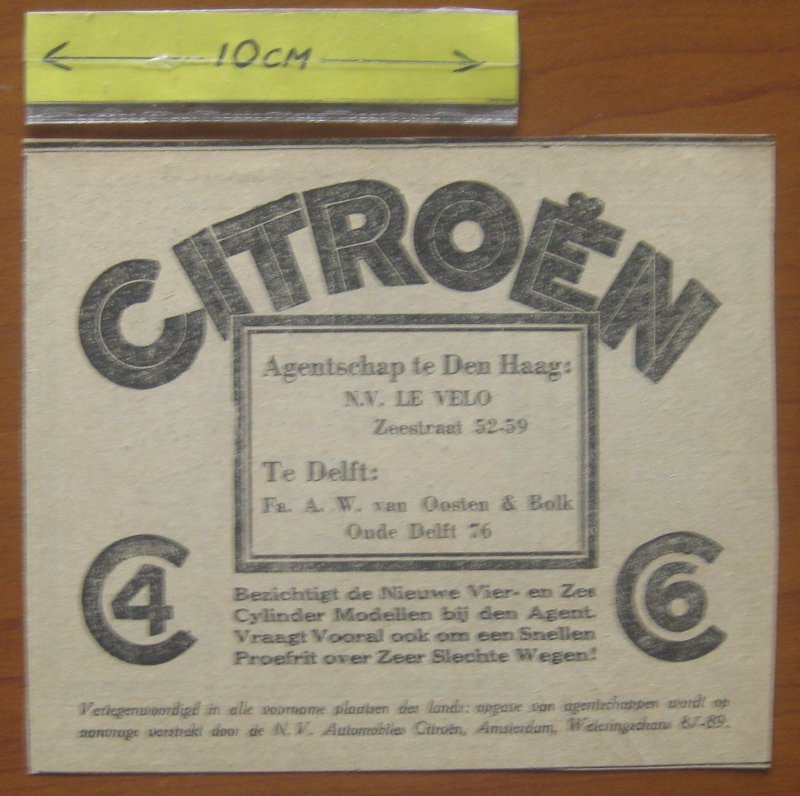 10CM
CITROËN
Agentschap te Den Haag:
N.V. LE VELO
Zeestraat 52-59
Te Delft:
Fa. A. W. van Oosten & Bolk
Oude Delft 76
C4
C6
Bezichtigt de Nieuwe Vier- en Zes
Cylinder Modellen bij den Agent.
Vraagt Vooral ook om een Snellen
Proefrit over Zeer Slechte Wegen!
Vertegenwoordigd in alle voorname plaatsen des lands: opgave van agentschappen wordt op
aanvrage verstrekt door de N.V. Automobiles Citroën, Amsterdam, Weteringschans 87-89.